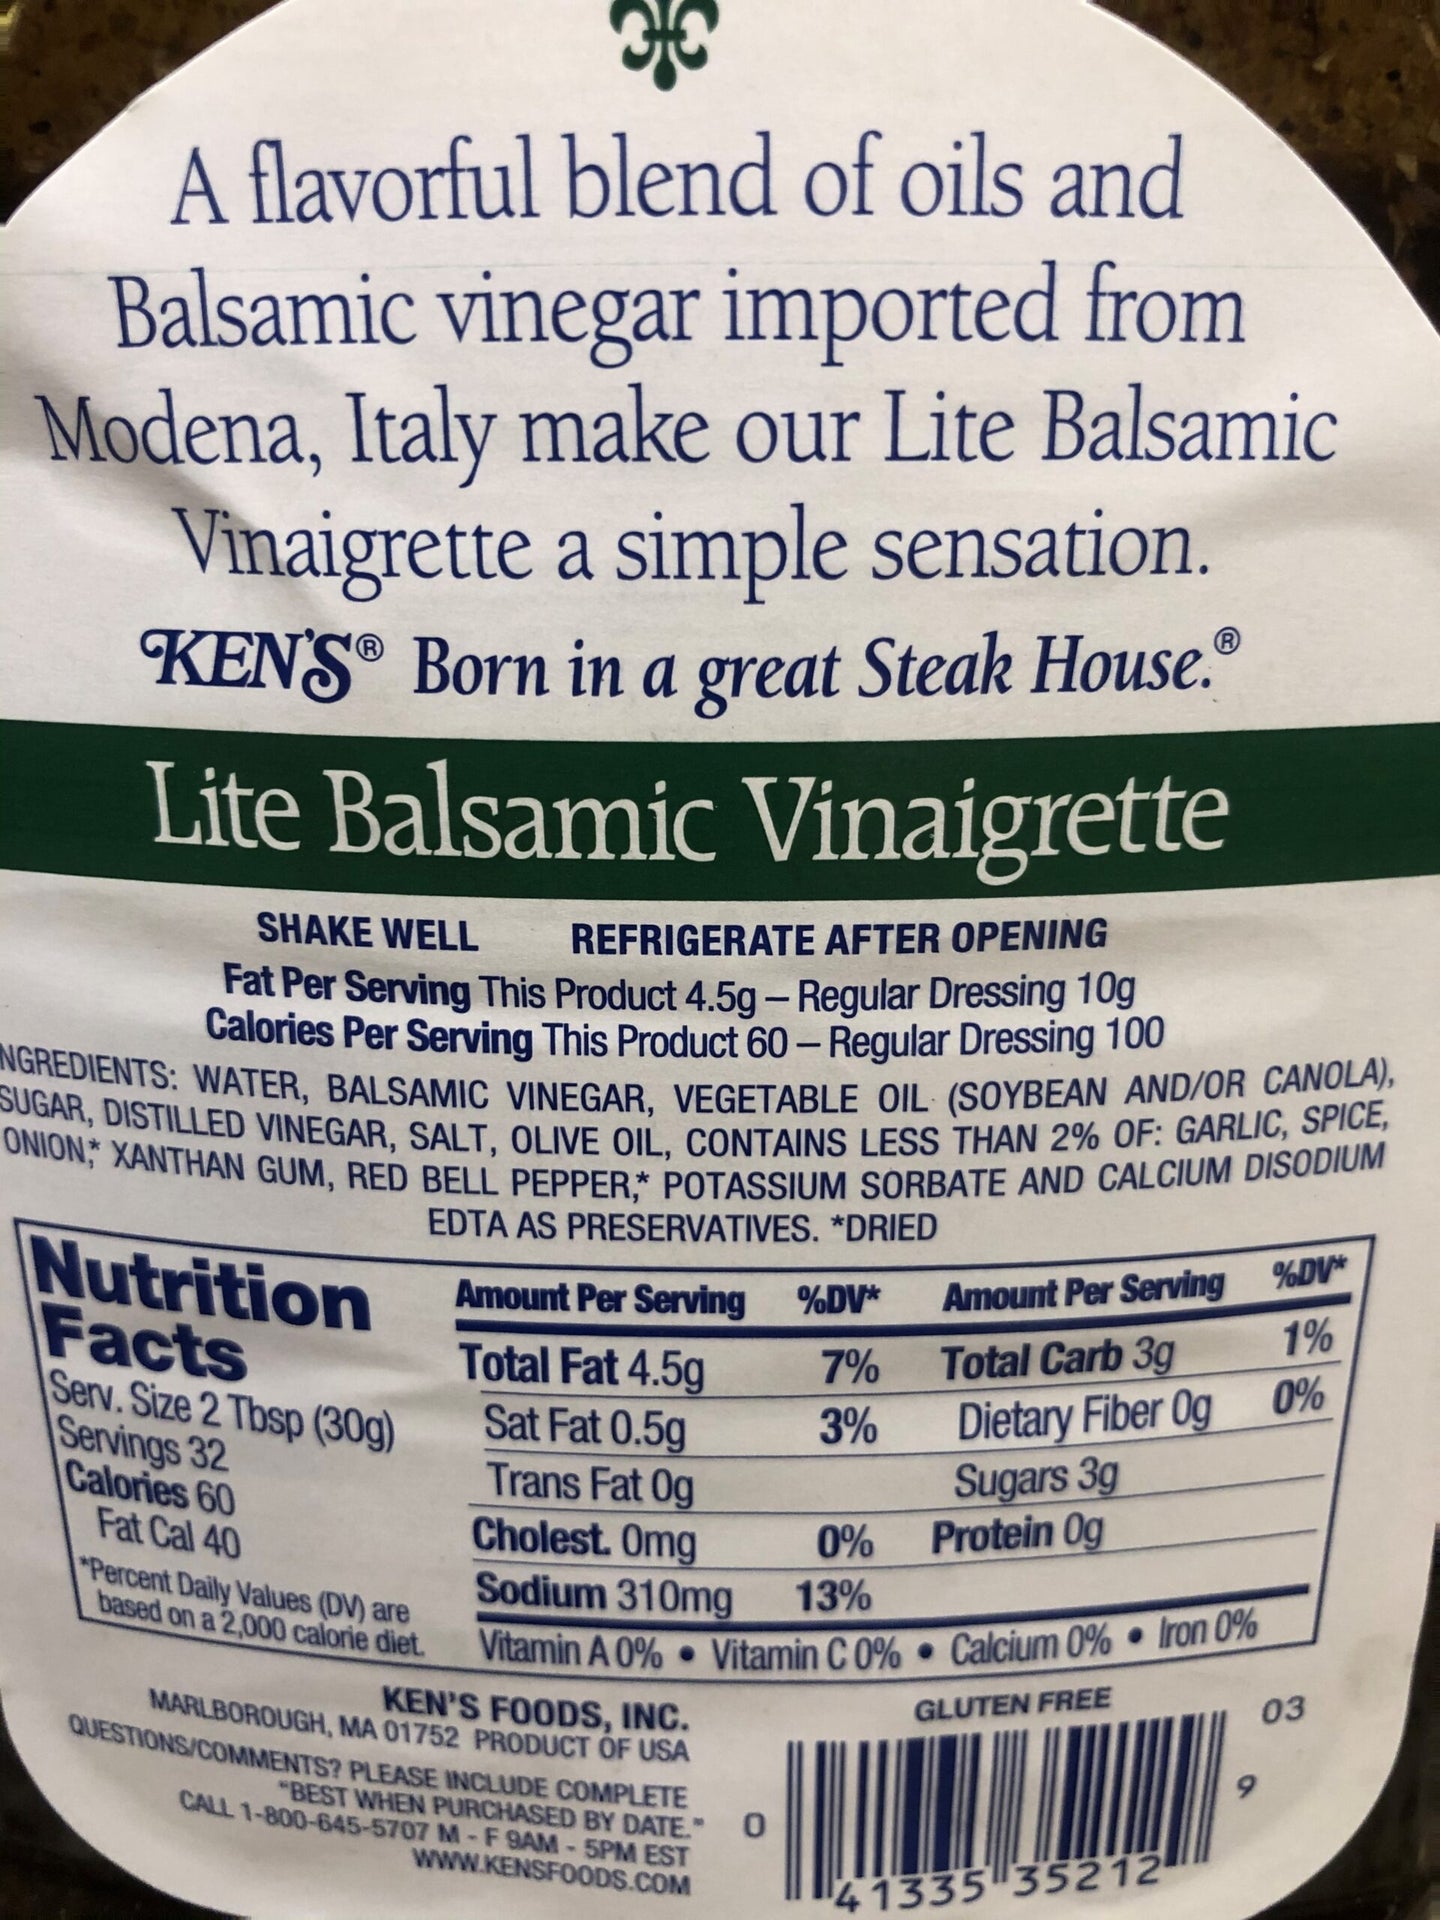 A flavorful blend of oils and
Balsamic vinegar imported from
Modena, Italy make our Lite Balsamic
Vinaigrette a simple sensation.
KEN'S® Born in a great Steak House.®
Lite Balsamic Vinaigrette
SHAKE WELL REFRIGERATE AFTER OPENING
Fat Per Serving This Product 4.5g – Regular Dressing 10g
Calories Per Serving This Product 60 – Regular Dressing 100
NGREDIENTS: WATER, BALSAMIC VINEGAR, VEGETABLE OIL (SOYBEAN AND/OR CANOLA),
SUGAR, DISTILLED VINEGAR, SALT, OLIVE OIL, CONTAINS LESS THAN 2% OF: GARLIC, SPICE,
ONION,* XANTHAN GUM, RED BELL PEPPER,* POTASSIUM SORBATE AND CALCIUM DISODIUM
EDTA AS PRESERVATIVES. *DRIED
Nutrition
Facts
Serv. Size 2 Tbsp (30g)
Servings 32
Calories 60
Fat Cal 40
*Percent Daily Values (DV) are
based on a 2,000 calorie diet.
Amount Per Serving %DV* Amount Per Serving %DV*
Total Fat 4.5g 7% Total Carb 3g 1%
Sat Fat 0.5g 3% Dietary Fiber 0g 0%
Trans Fat 0g Sugars 3g
Cholest. 0mg 0% Protein 0g
Sodium 310mg 13%
Vitamin A 0% • Vitamin C 0% • Calcium 0% • Iron 0%
KEN'S FOODS, INC.
MARLBOROUGH, MA 01752 PRODUCT OF USA
QUESTIONS/COMMENTS? PLEASE INCLUDE COMPLETE
"BEST WHEN PURCHASED BY DATE."
CALL 1-800-645-5707 M - F 9AM - 5PM EST
WWW.KENSFOODS.COM
GLUTEN FREE
03
0 41335 35212 9